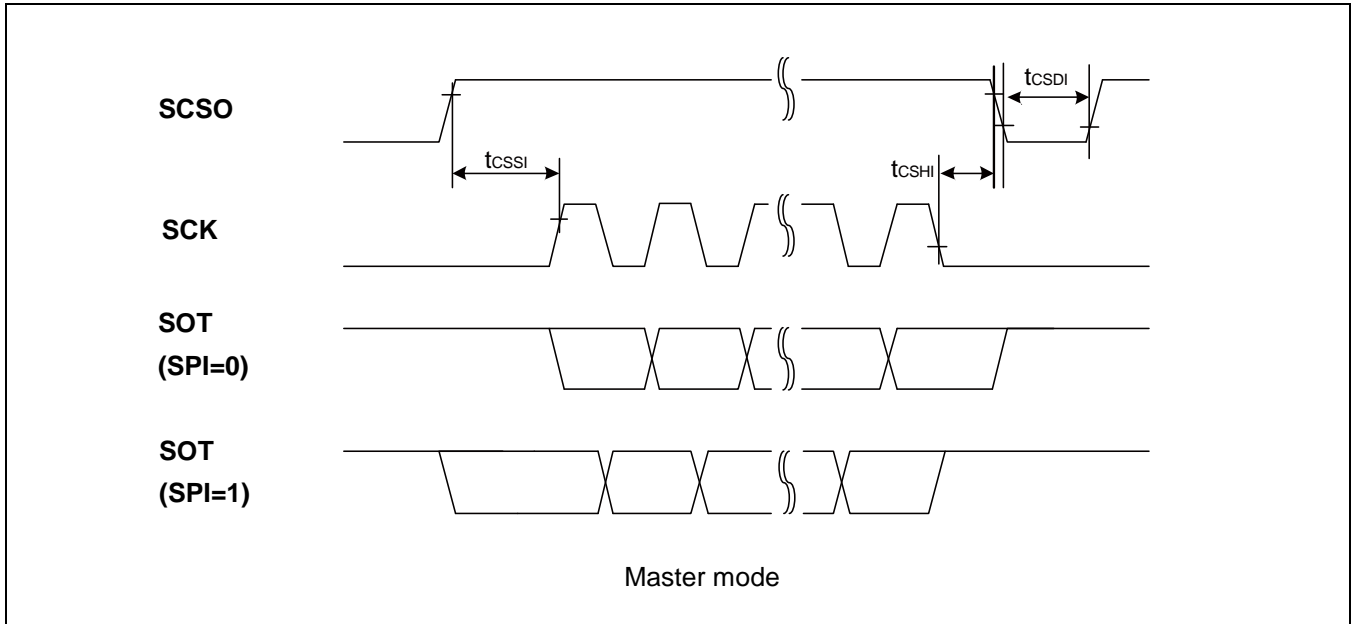 SCSO
tCSDI
tCSSI
tCSHI
SCK
SOT
(SPI=0)
SOT
(SPI=1)
Master mode